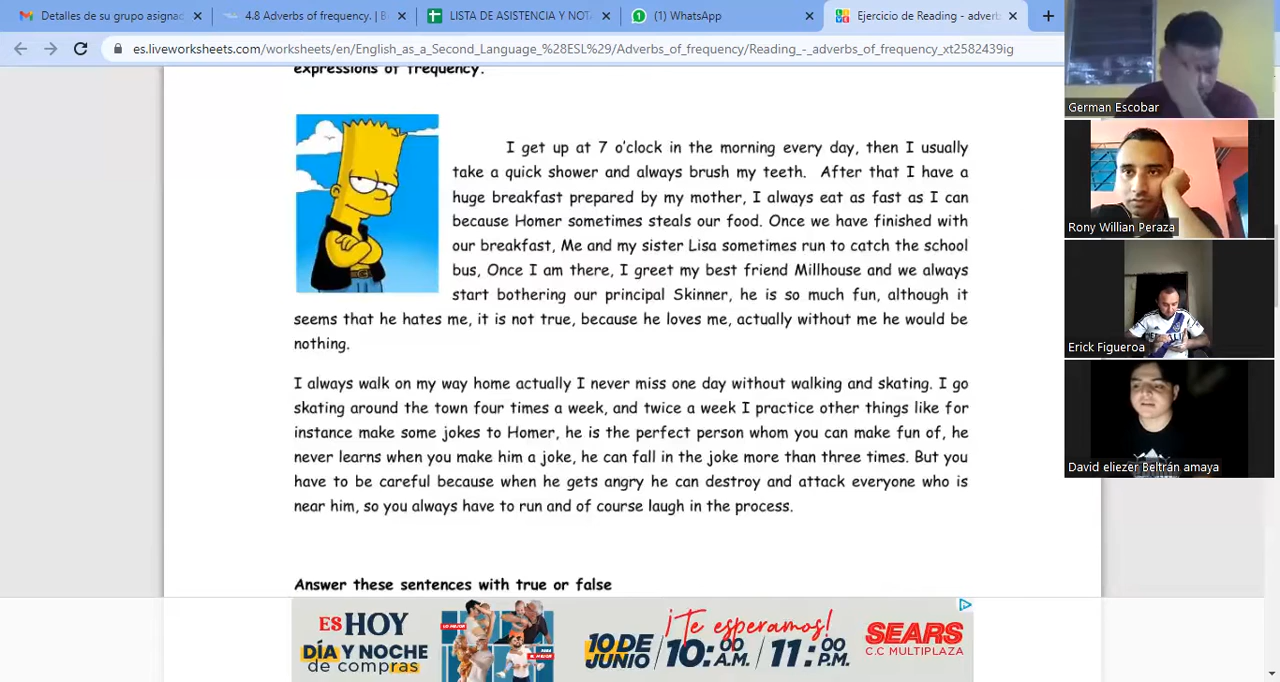 Detalles de su grupo asignac
4.8 Adverbs of frequency.
LISTA DE ASISTENCIA Y NOT
(1) WhatsApp
Ejercicio de Reading - adverb
es.liveworksheets.com/worksheets/en/English_as_a_Second_Language_%28ESL%29/Adverbs_of_frequency/Reading_-_adverbs_of_frequency_xt2582439ig
expressions of frequency.
I get up at 7 o'clock in the morning every day, then I usually
take a quick shower and always brush my teeth. After that I have a
huge breakfast prepared by my mother, I always eat as fast as I can
because Homer sometimes steals our food. Once we have finished with
our breakfast, Me and my sister Lisa sometimes run to catch the school
bus, Once I am there, I greet my best friend Millhouse and we always
start bothering our principal Skinner, he is so much fun, although it
seems that he hates me, it is not true, because he loves me, actually without me he would be
nothing.
I always walk on my way home actually I never miss one day without walking and skating. I go
skating around the town four times a week, and twice a week I practice other things like for
instance make some jokes to Homer, he is the perfect person whom you can make fun of, he
never learns when you make him a joke, he can fall in the joke more than three times. But you
have to be careful because when he gets angry he can destroy and attack everyone who is
near him, so you always have to run and of course laugh in the process.
Answer these sentences with true or false
ES HOY
DÍA Y NOCHE
de compras
¡Te esperamos!
10 DE JUNIO / 10:00 A.M. / 11:00 P.M.
SEARS
C.C MULTIPLAZA
German Escobar
Rony Willian Peraza
Erick Figueroa
David eliezer Beltrán amaya